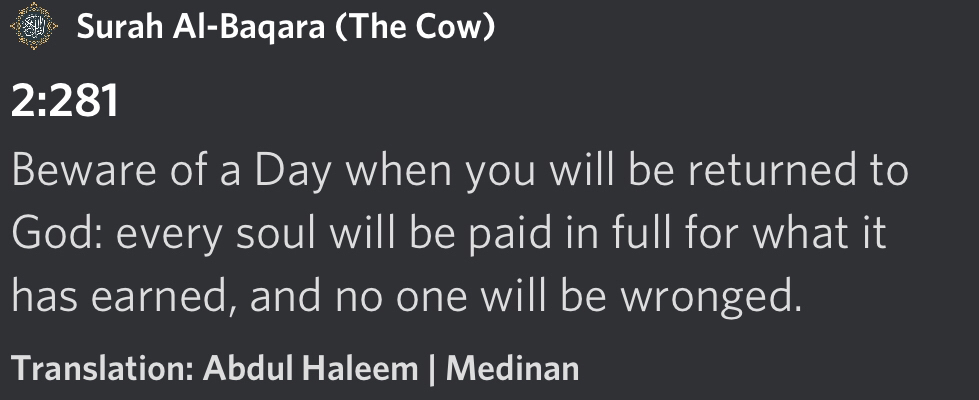 Surah Al-Baqara (The Cow)
2:281
Beware of a Day when you will be returned to
God: every soul will be paid in full for what it
has earned, and no one will be wronged.
Translation: Abdul Haleem | Medinan